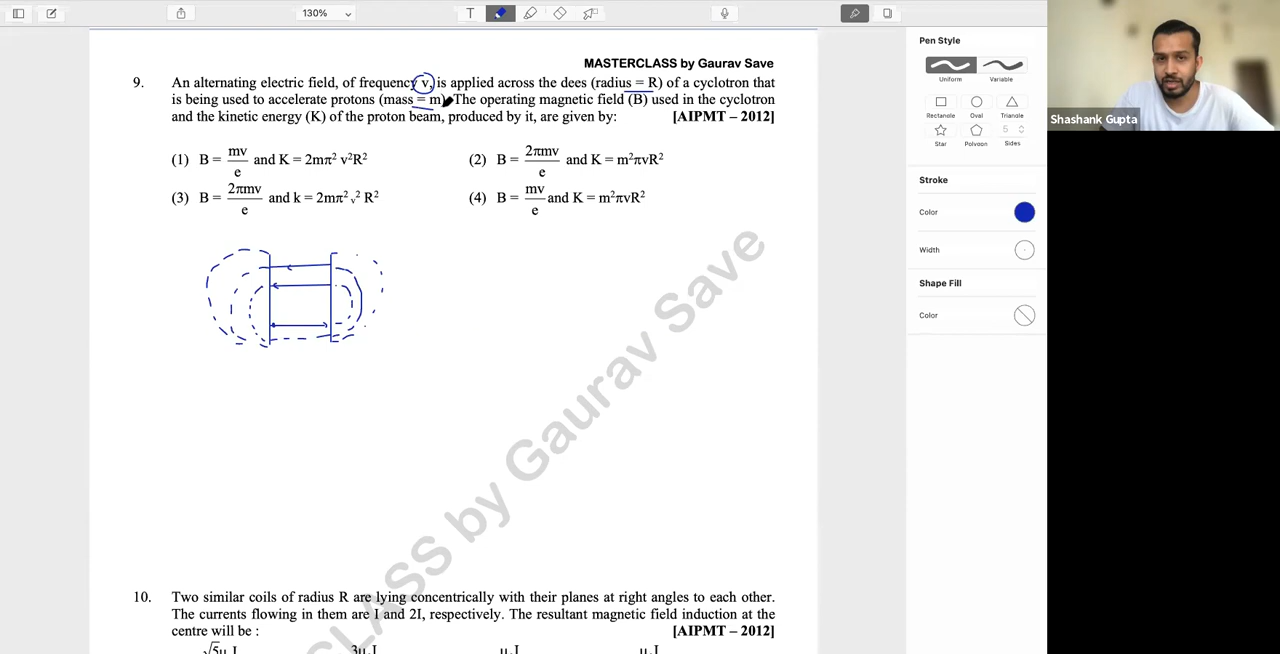 130%
T
MASTERCLASS by Gaurav Save
9. An alternating electric field, of frequency v, is applied across the dees (radius = R) of a cyclotron that
is being used to accelerate protons (mass = m). The operating magnetic field (B) used in the cyclotron
and the kinetic energy (K) of the proton beam, produced by it, are given by: [AIPMT – 2012]
(1) B = mv/e and K = 2mπ² v²R² (2) B = 2πmv/e and K = m²πvR²
(3) B = 2πmv/e and k = 2mπ² v² R² (4) B = mv/e and K = m²πvR²
CLASS by Gaurav Save
10. Two similar coils of radius R are lying concentrically with their planes at right angles to each other.
The currents flowing in them are I and 2I, respectively. The resultant magnetic field induction at the
centre will be : [AIPMT – 2012]
√5μ₀I 3μ₀I μ₀I μ₀I
Pen Style
Uniform Variable
Rectangle Oval Triangle
5
Star Polygon Sides
Stroke
Color
Width
Shape Fill
Color
Shashank Gupta